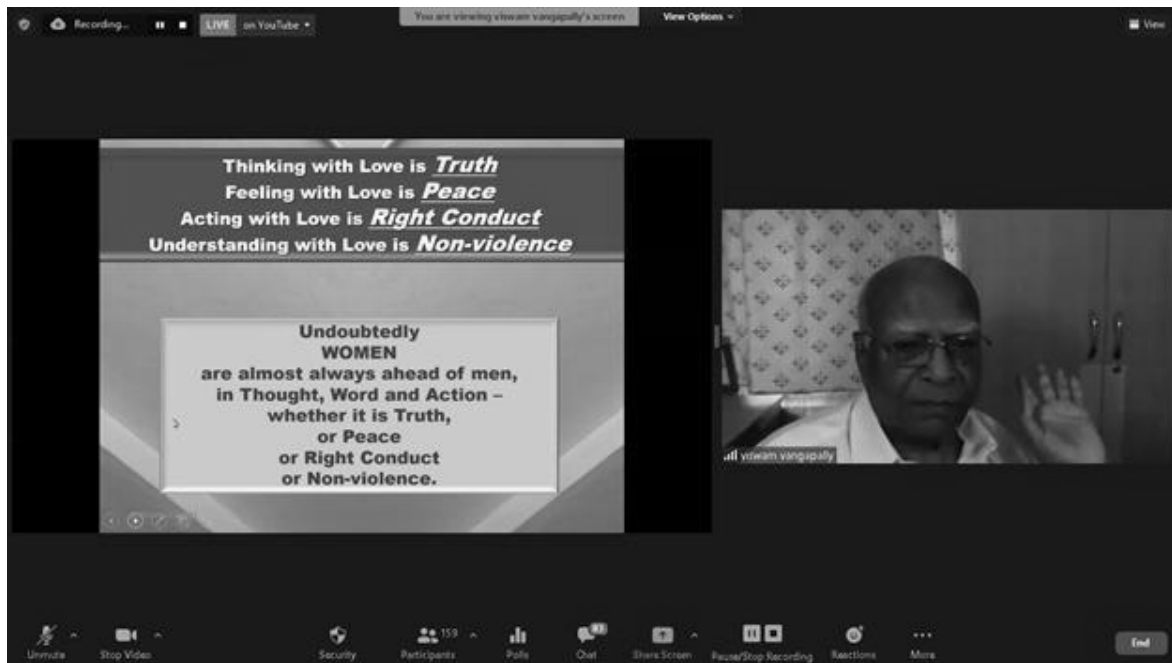 Recording...
LIVE on YouTube
You are viewing viswam vangapally's screen
View Options
View
Thinking with Love is Truth
Feeling with Love is Peace
Acting with Love is Right Conduct
Understanding with Love is Non-violence
Undoubtedly
WOMEN
are almost always ahead of men,
in Thought, Word and Action –
whether it is Truth,
or Peace
or Right Conduct
or Non-violence.
viswam vangapally
Unmute
Stop Video
Security
159
Participants
Polls
Chat
Share Screen
Pause/Stop Recording
Reactions
More
End